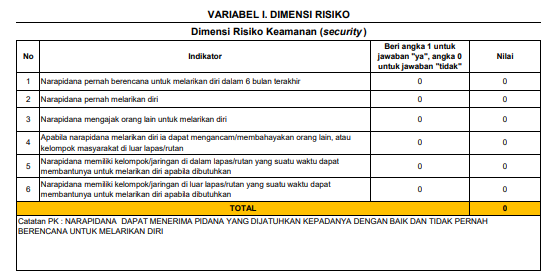 VARIABEL I. DIMENSI RISIKO
Dimensi Risiko Keamanan (security)
No Indikator Beri angka 1 untuk jawaban "ya", angka 0 untuk jawaban "tidak" Nilai
1 Narapidana pernah berencana untuk melarikan diri dalam 6 bulan terakhir 0 0
2 Narapidana pernah melarikan diri 0 0
3 Narapidana mengajak orang lain untuk melarikan diri 0 0
4 Apabila narapidana melarikan diri ia dapat mengancam/membahayakan orang lain, atau kelompok masyarakat di luar lapas/rutan 0 0
5 Narapidana memiliki kelompok/jaringan di dalam lapas/rutan yang suatu waktu dapat membantunya untuk melarikan diri apabila dibutuhkan 0 0
6 Narapidana memiliki kelompok/jaringan di luar lapas/rutan yang suatu waktu dapat membantunya untuk melarikan diri apabila dibutuhkan 0 0
TOTAL 0
Catatan PK : NARAPIDANA DAPAT MENERIMA PIDANA YANG DIJATUHKAN KEPADANYA DENGAN BAIK DAN TIDAK PERNAH
BERENCANA UNTUK MELARIKAN DIRI